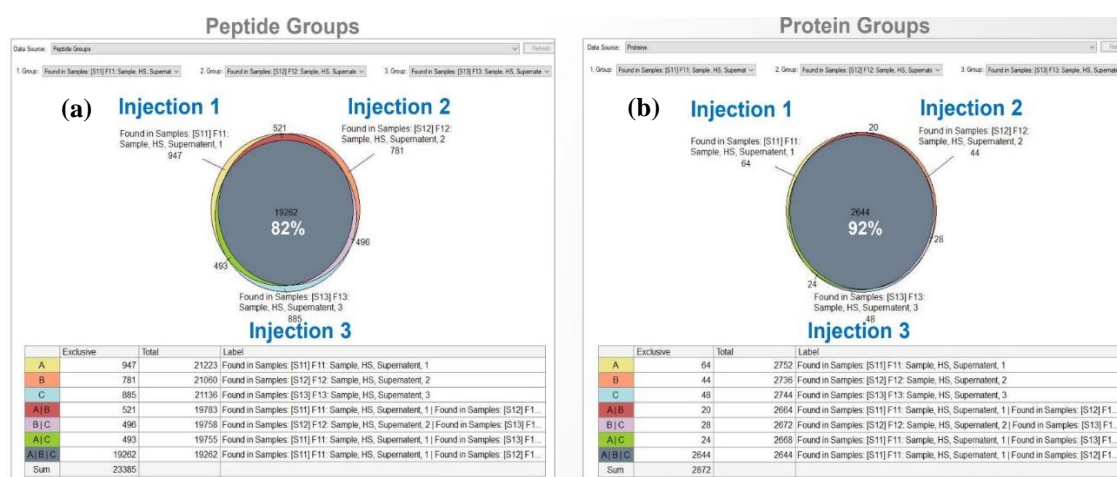 Peptide Groups
Data Source: Peptide Groups
Refresh
1. Group: Found in Samples: [S11] F11: Sample, HS, Supernate
2. Group: Found in Samples: [S12] F12: Sample, HS, Supernate
3. Group: Found in Samples: [S13] F13: Sample, HS, Supernate
(a)
Injection 1
Injection 2
Found in Samples: [S11] F11:
Sample, HS, Supernatent, 1
947
521
Found in Samples: [S12] F12:
Sample, HS, Supernatent, 2
781
19262
82%
496
493
Found in Samples: [S13] F13:
Sample, HS, Supernatent, 3
885
Injection 3
Exclusive Total Label
A 947 21223 Found in Samples: [S11] F11: Sample, HS, Supernatent, 1
B 781 21060 Found in Samples: [S12] F12: Sample, HS, Supernatent, 2
C 885 21136 Found in Samples: [S13] F13: Sample, HS, Supernatent, 3
A|B 521 19783 Found in Samples: [S11] F11: Sample, HS, Supernatent, 1 | Found in Samples: [S12] F1...
B|C 496 19758 Found in Samples: [S12] F12: Sample, HS, Supernatent, 2 | Found in Samples: [S13] F1...
A|C 493 19755 Found in Samples: [S11] F11: Sample, HS, Supernatent, 1 | Found in Samples: [S13] F1...
A|B|C 19262 19262 Found in Samples: [S11] F11: Sample, HS, Supernatent, 1 | Found in Samples: [S12] F1...
Sum 23385
Protein Groups
Data Source: Proteins
1. Group: Found in Samples: [S11] F11: Sample, HS, Supernat
2. Group: Found in Samples: [S12] F12: Sample, HS, Supernate
3. Group: Found in Samples: [S13] F13: Sample, HS, Supernate
(b)
Injection 1
Injection 2
Found in Samples: [S11] F11:
Sample, HS, Supernatent, 1
64
20
Found in Samples: [S12] F12:
Sample, HS, Supernatent, 2
44
2644
92%
28
24
Found in Samples: [S13] F13:
Sample, HS, Supernatent, 3
48
Injection 3
Exclusive Total Label
A 64 2752 Found in Samples: [S11] F11: Sample, HS, Supernatent, 1
B 44 2736 Found in Samples: [S12] F12: Sample, HS, Supernatent, 2
C 48 2744 Found in Samples: [S13] F13: Sample, HS, Supernatent, 3
A|B 20 2664 Found in Samples: [S11] F11: Sample, HS, Supernatent, 1 | Found in Samples: [S12] F1...
B|C 28 2672 Found in Samples: [S12] F12: Sample, HS, Supernatent, 2 | Found in Samples: [S13] F1...
A|C 24 2668 Found in Samples: [S11] F11: Sample, HS, Supernatent, 1 | Found in Samples: [S13] F1...
A|B|C 2644 2644 Found in Samples: [S11] F11: Sample, HS, Supernatent, 1 | Found in Samples: [S12] F1...
Sum 2872